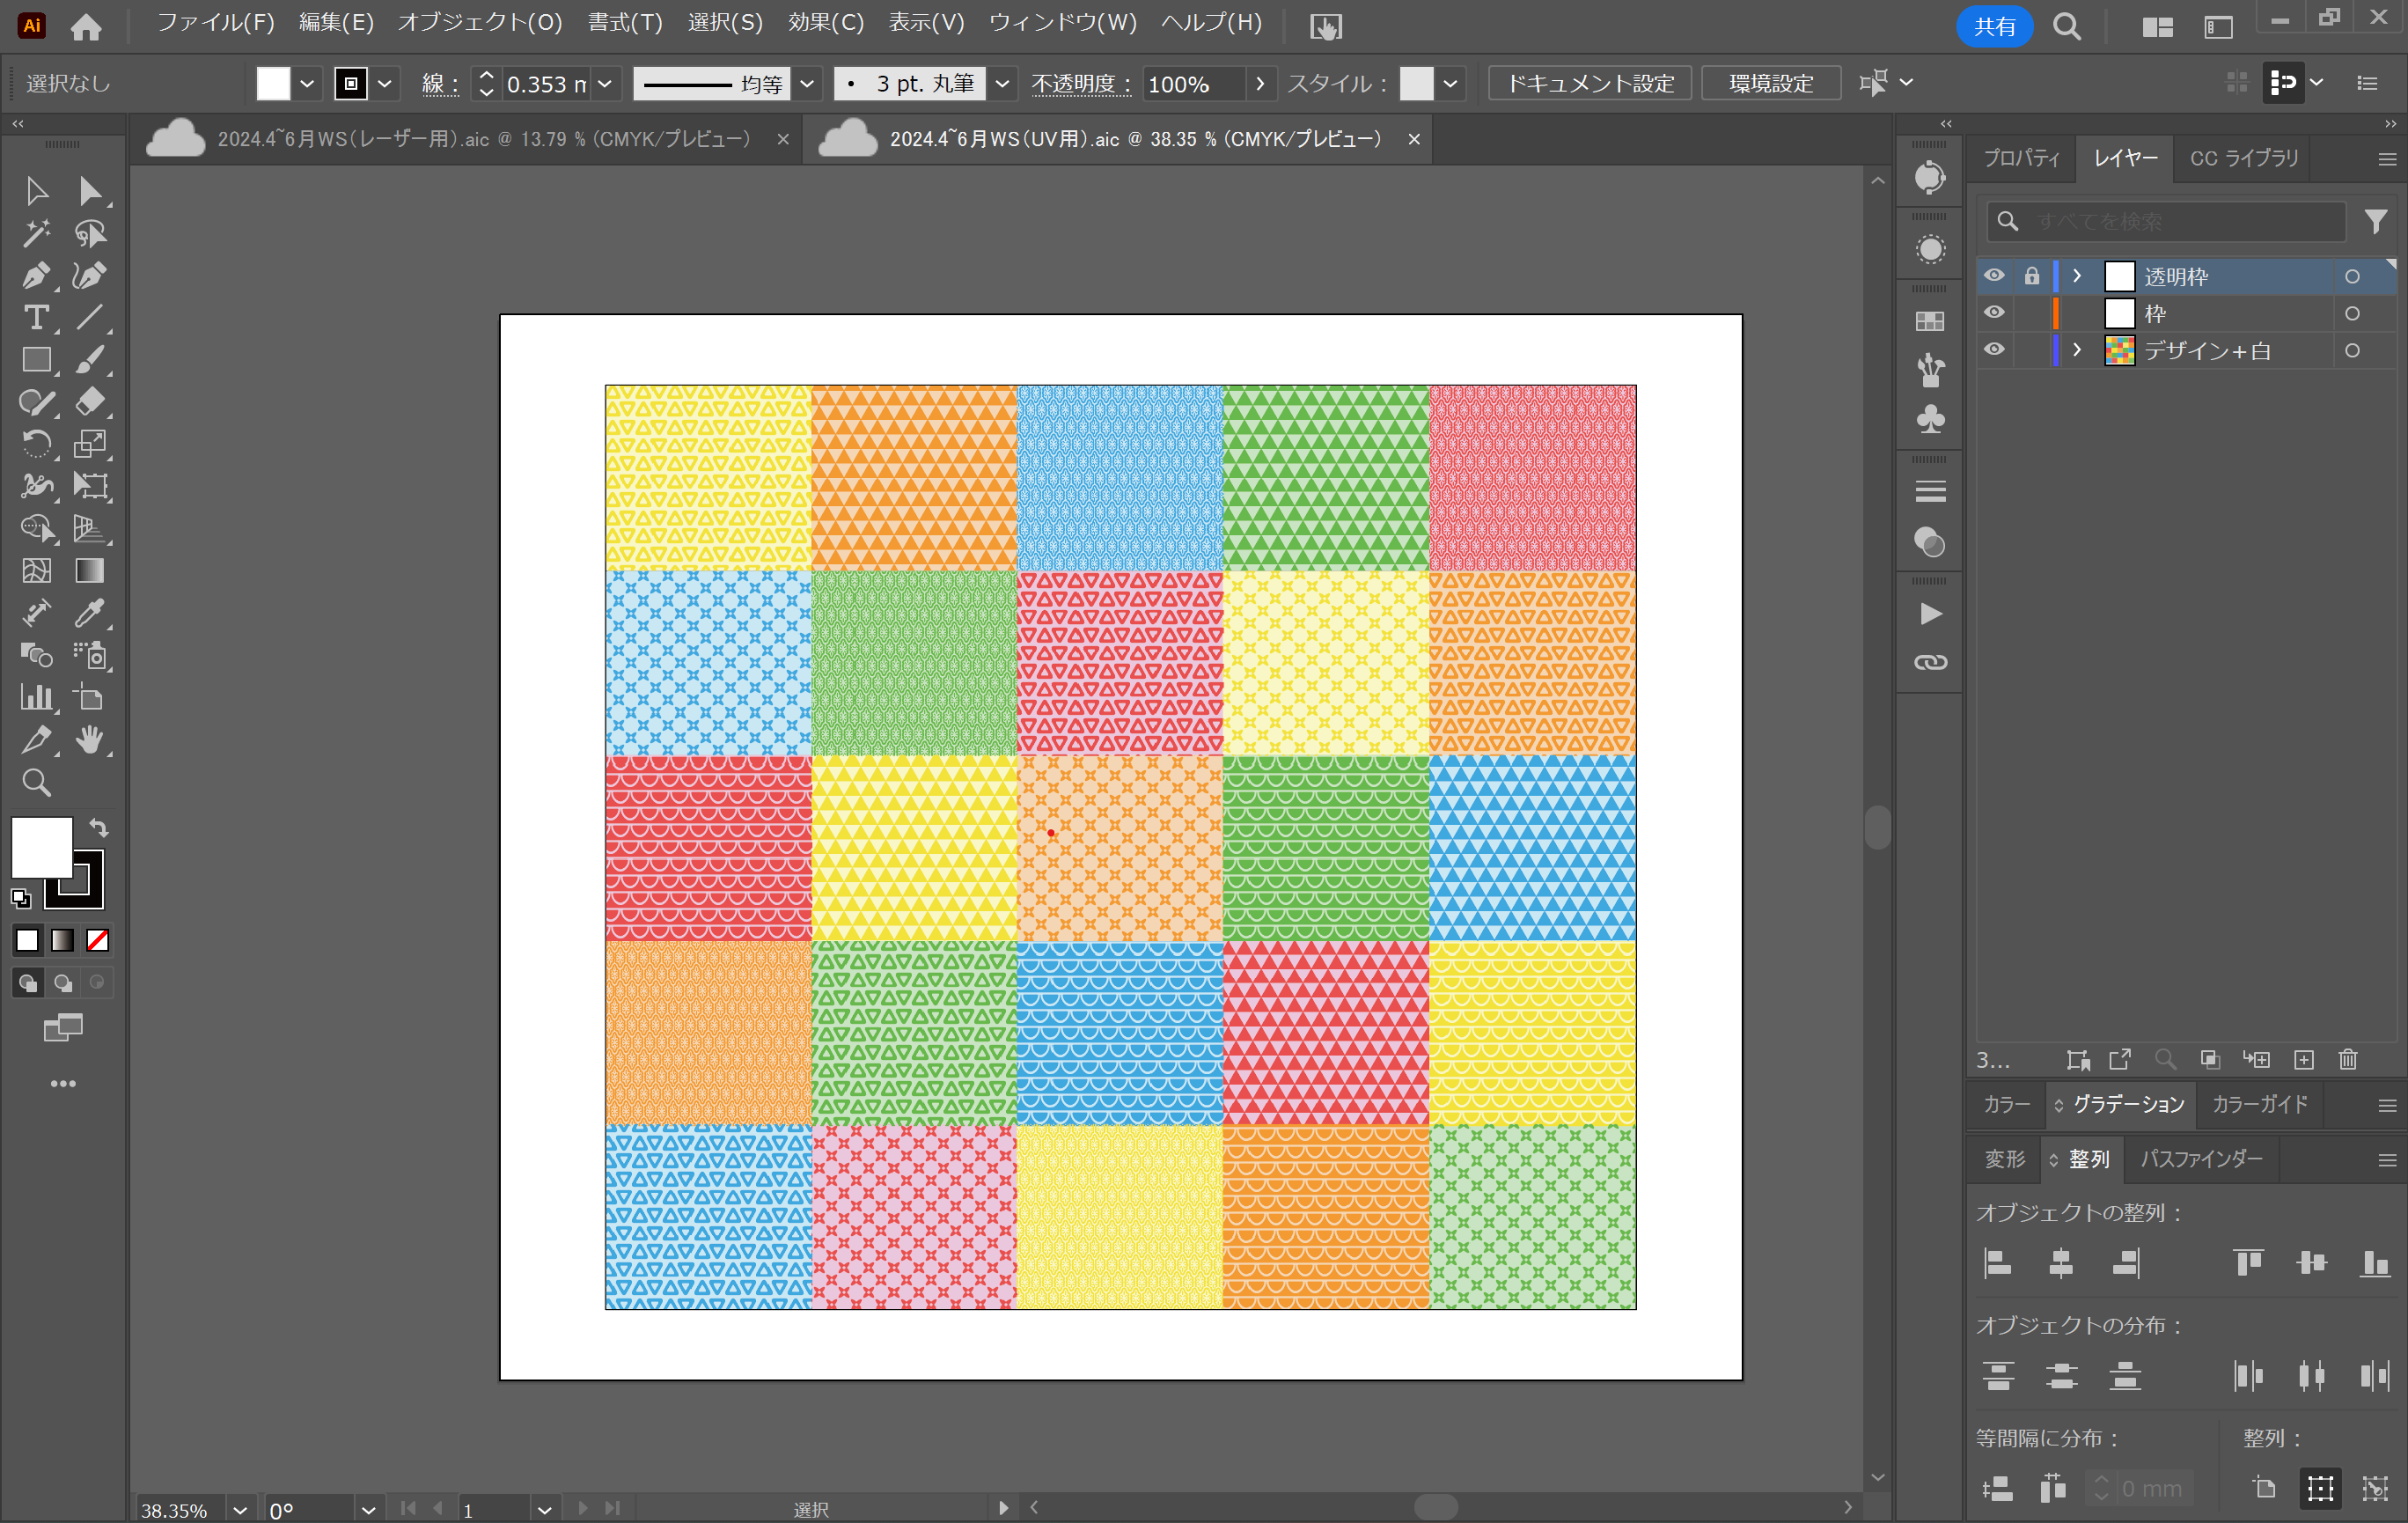 Ai ファイル(F) 編集(E) オブジェクト(O) 書式(T) 選択(S) 効果(C) 表示(V) ウィンドウ(W) ヘルプ(H) 共有
選択なし 線： 0.353 m 均等 3 pt. 丸筆 不透明度： 100% スタイル： ドキュメント設定 環境設定
2024.4~6月WS(レーザー用).aic @ 13.79 % (CMYK/プレビュー) × 2024.4~6月WS(UV用).aic @ 38.35 % (CMYK/プレビュー) ×
プロパティ レイヤー CC ライブラリ
すべてを検索
透明枠
枠
デザイン＋白
3...
カラー グラデーション カラーガイド
変形 整列 パスファインダー
オブジェクトの整列：
オブジェクトの分布：
等間隔に分布： 整列：
0 mm
38.35% 0° 1 選択